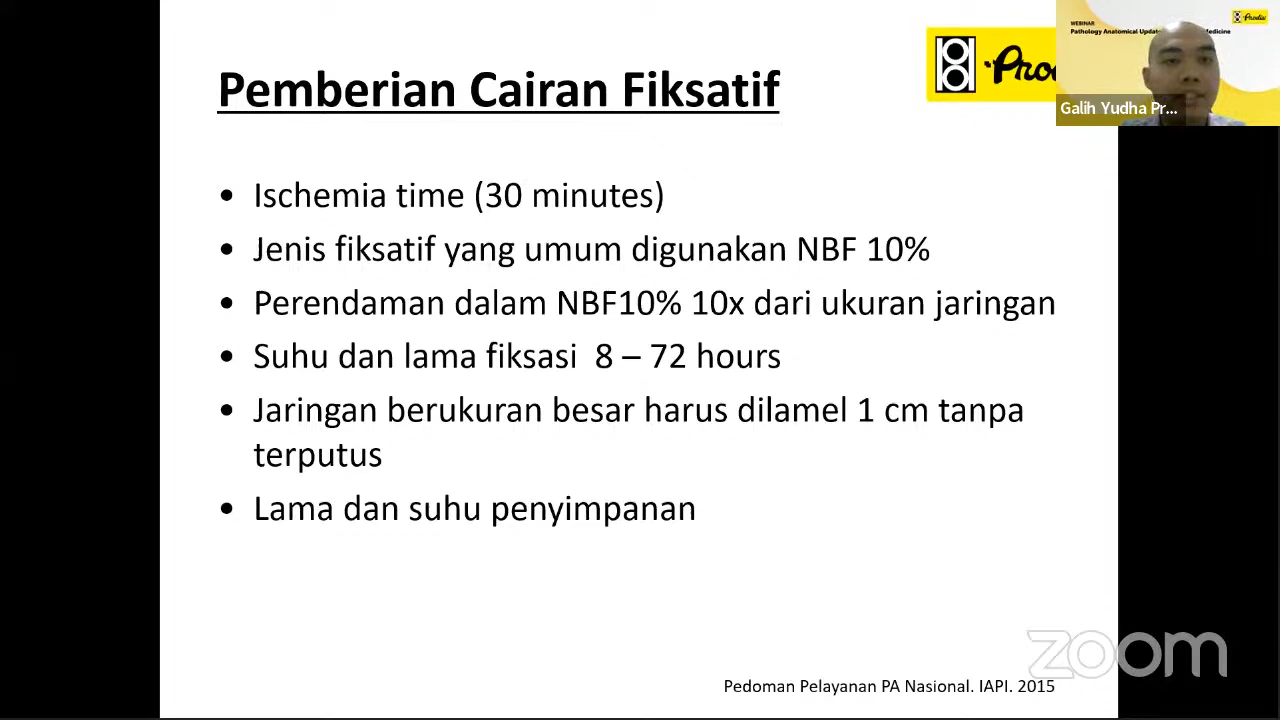 Pemberian Cairan Fiksatif
WEBINAR
Prodia
Galih Yudha Pr...
• Ischemia time (30 minutes)
• Jenis fiksatif yang umum digunakan NBF 10%
• Perendaman dalam NBF10% 10x dari ukuran jaringan
• Suhu dan lama fiksasi 8 – 72 hours
• Jaringan berukuran besar harus dilamel 1 cm tanpa
terputus
• Lama dan suhu penyimpanan
zoom
Pedoman Pelayanan PA Nasional. IAPI. 2015